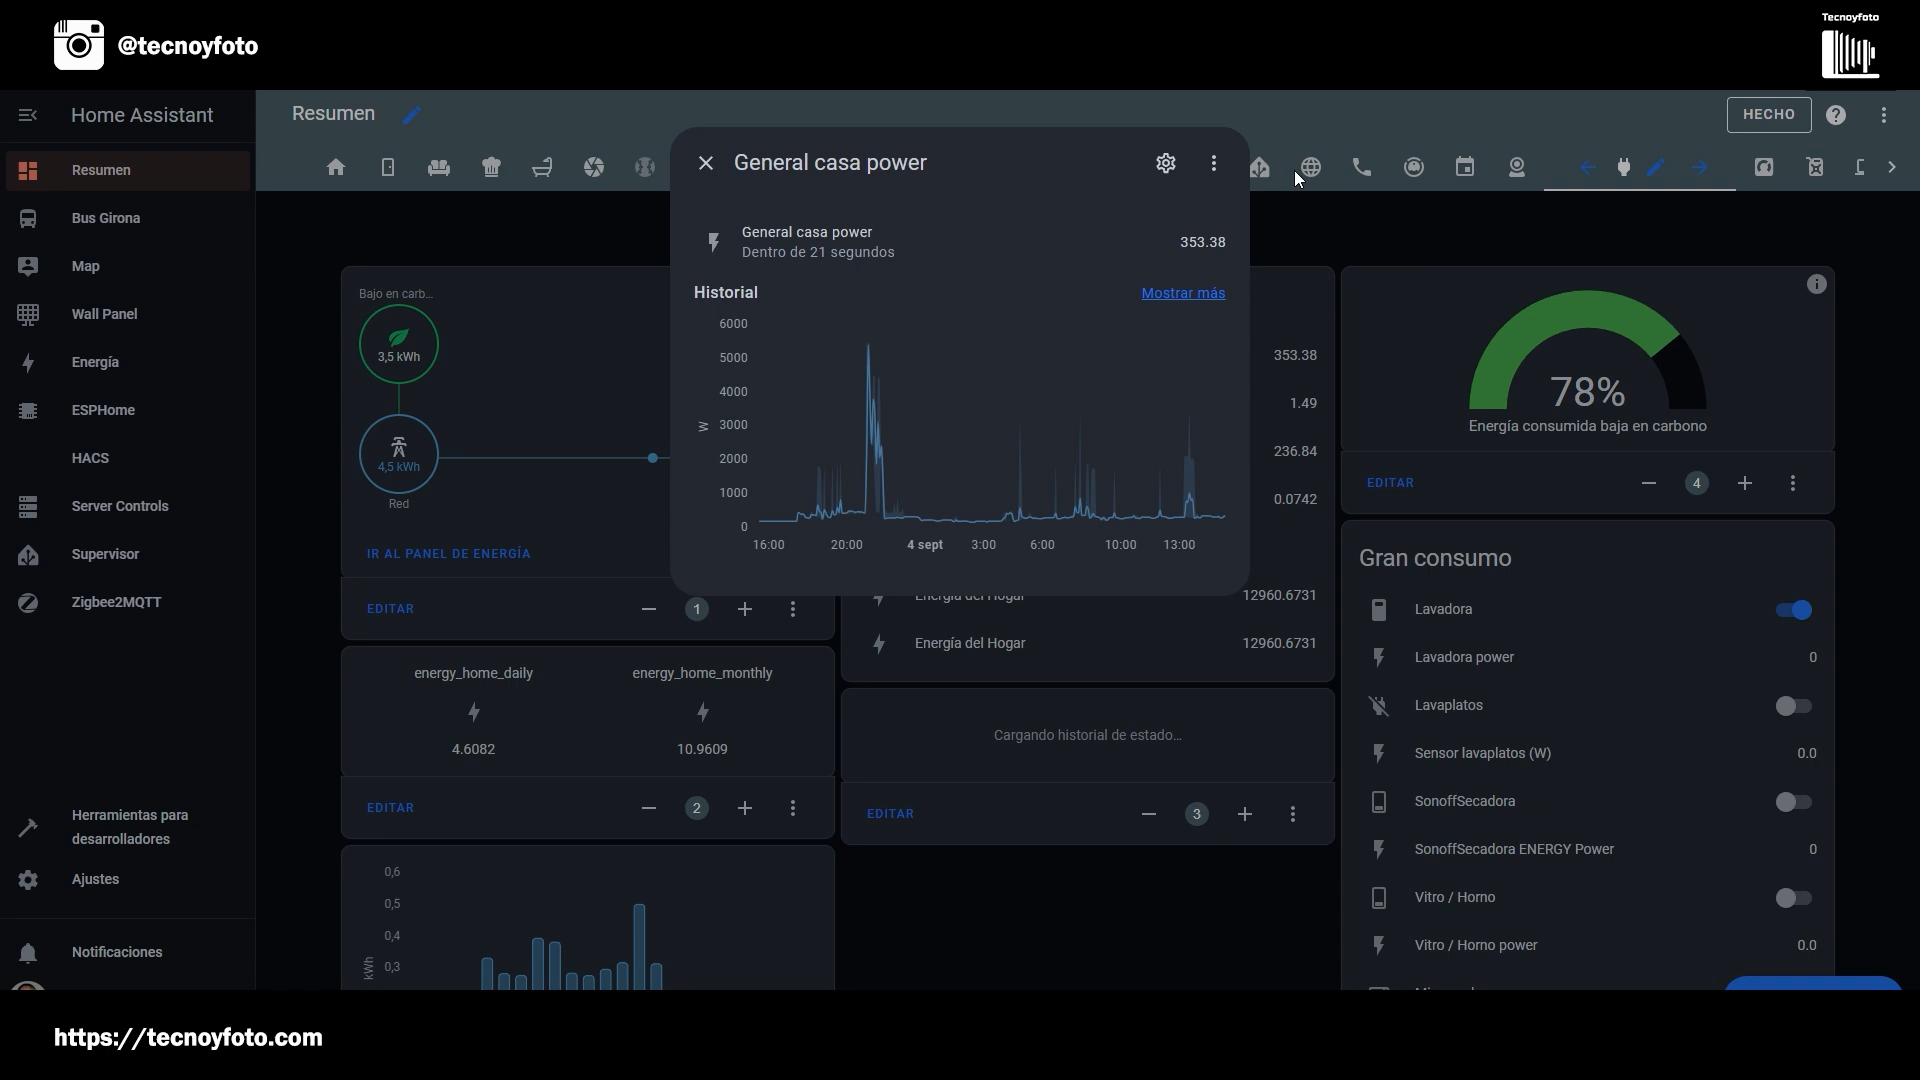 @tecnoyfoto
Tecnoyfoto
Home Assistant
Resumen
HECHO
Resumen
Bus Girona
Map
Wall Panel
Energía
ESPHome
HACS
Server Controls
Supervisor
Zigbee2MQTT
Herramientas para
desarrolladores
Ajustes
Notificaciones
General casa power
General casa power
Dentro de 21 segundos
353.38
Historial
Mostrar más
6000
5000
4000
3000
2000
1000
0
W
16:00
20:00
4 sept
3:00
6:00
10:00
13:00
Bajo en carb...
3,5 kWh
4,5 kWh
Red
IR AL PANEL DE ENERGÍA
EDITAR
1
energy_home_daily
energy_home_monthly
4.6082
10.9609
EDITAR
2
0,6
0,5
0,4
0,3
kWh
353.38
1.49
236.84
0.0742
Energía del Hogar
12960.6731
Energía del Hogar
12960.6731
Cargando historial de estado...
EDITAR
3
78%
Energía consumida baja en carbono
EDITAR
4
Gran consumo
Lavadora
Lavadora power
0
Lavaplatos
Sensor lavaplatos (W)
0.0
SonoffSecadora
SonoffSecadora ENERGY Power
0
Vitro / Horno
Vitro / Horno power
0.0
https://tecnoyfoto.com